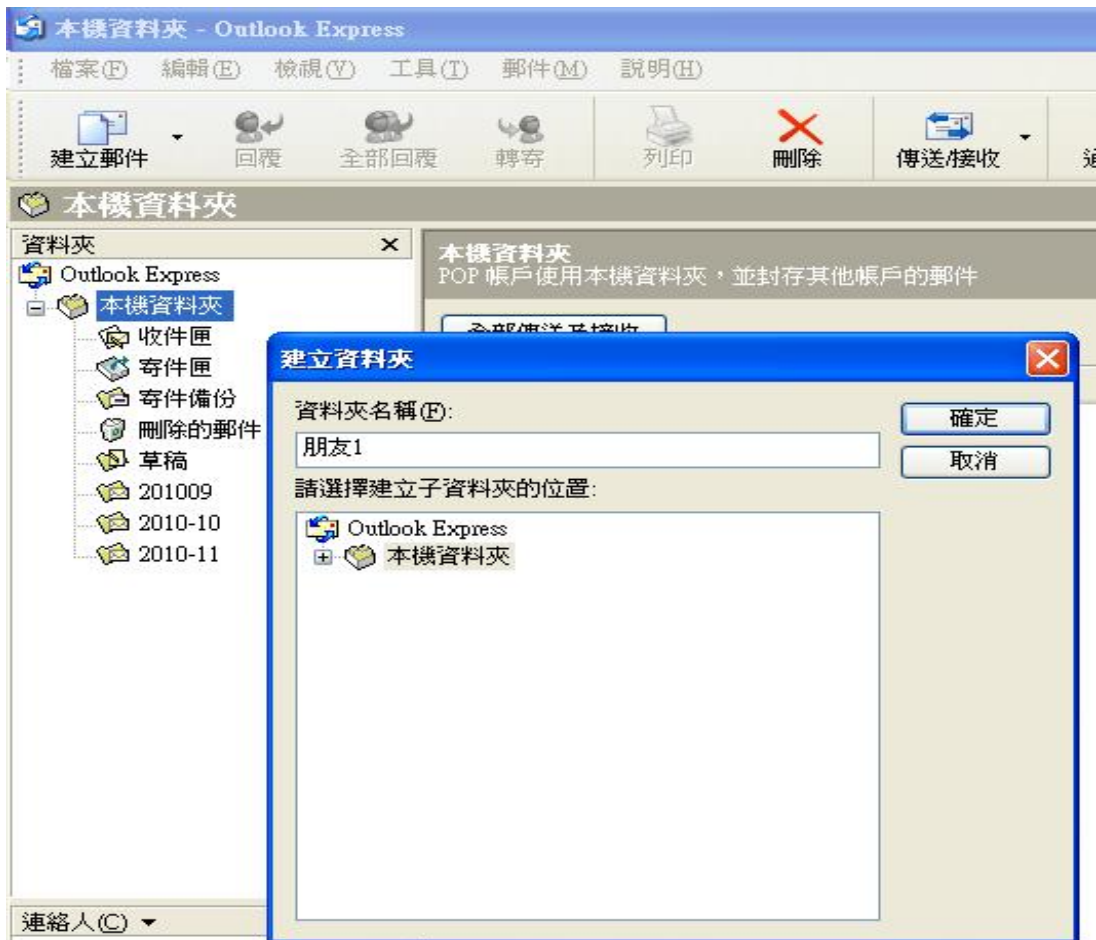 本機資料夾 - Outlook Express
檔案(F) 編輯(E) 檢視(V) 工具(T) 郵件(M) 說明(H)
建立郵件 回覆 全部回覆 轉寄 列印 刪除 傳送/接收
本機資料夾
資料夾
Outlook Express
本機資料夾
收件匣
寄件匣
寄件備份
刪除的郵件
草稿
201009
2010-10
2010-11
連絡人(C)
本機資料夾
POP 帳戶使用本機資料夾，並封存其他帳戶的郵件
全部傳送及接收
建立資料夾
資料夾名稱(F):
朋友1
請選擇建立子資料夾的位置:
Outlook Express
本機資料夾
確定
取消